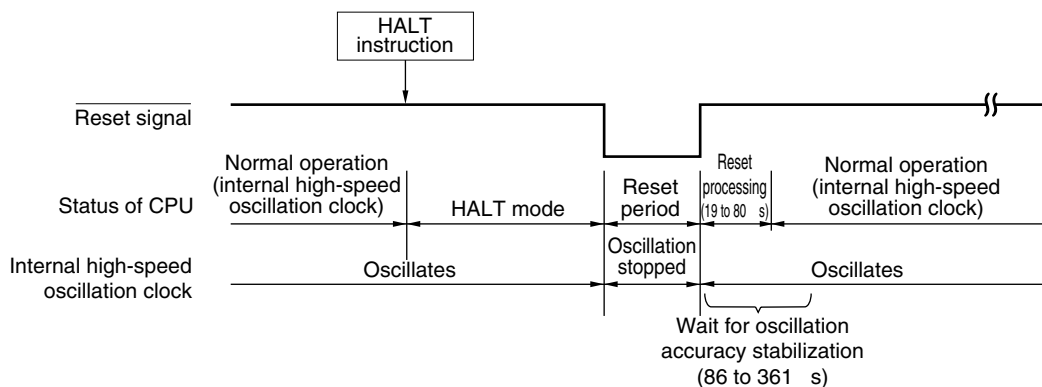 HALT
instruction
Reset signal
Normal operation
(internal high-speed
oscillation clock)
Status of CPU
HALT mode
Reset
period
Reset
processing
(19 to 80 s)
Normal operation
(internal high-speed
oscillation clock)
Internal high-speed
oscillation clock
Oscillates
Oscillation
stopped
Oscillates
Wait for oscillation
accuracy stabilization
(86 to 361 s)